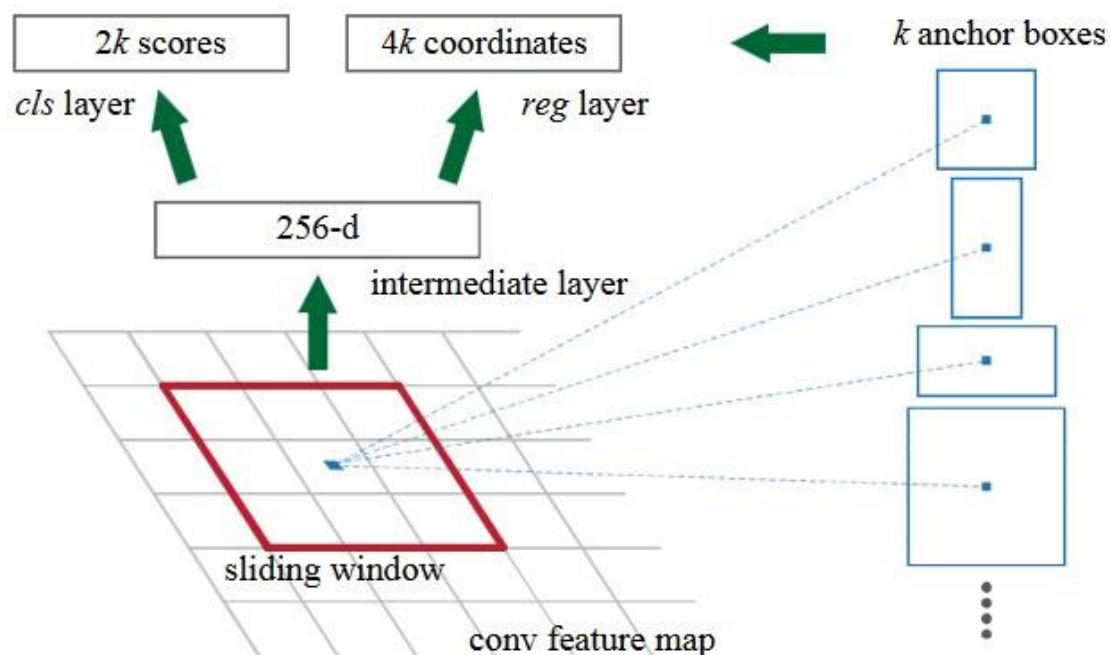 2k scores
4k coordinates
k anchor boxes
cls layer
reg layer
256-d
intermediate layer
sliding window
conv feature map